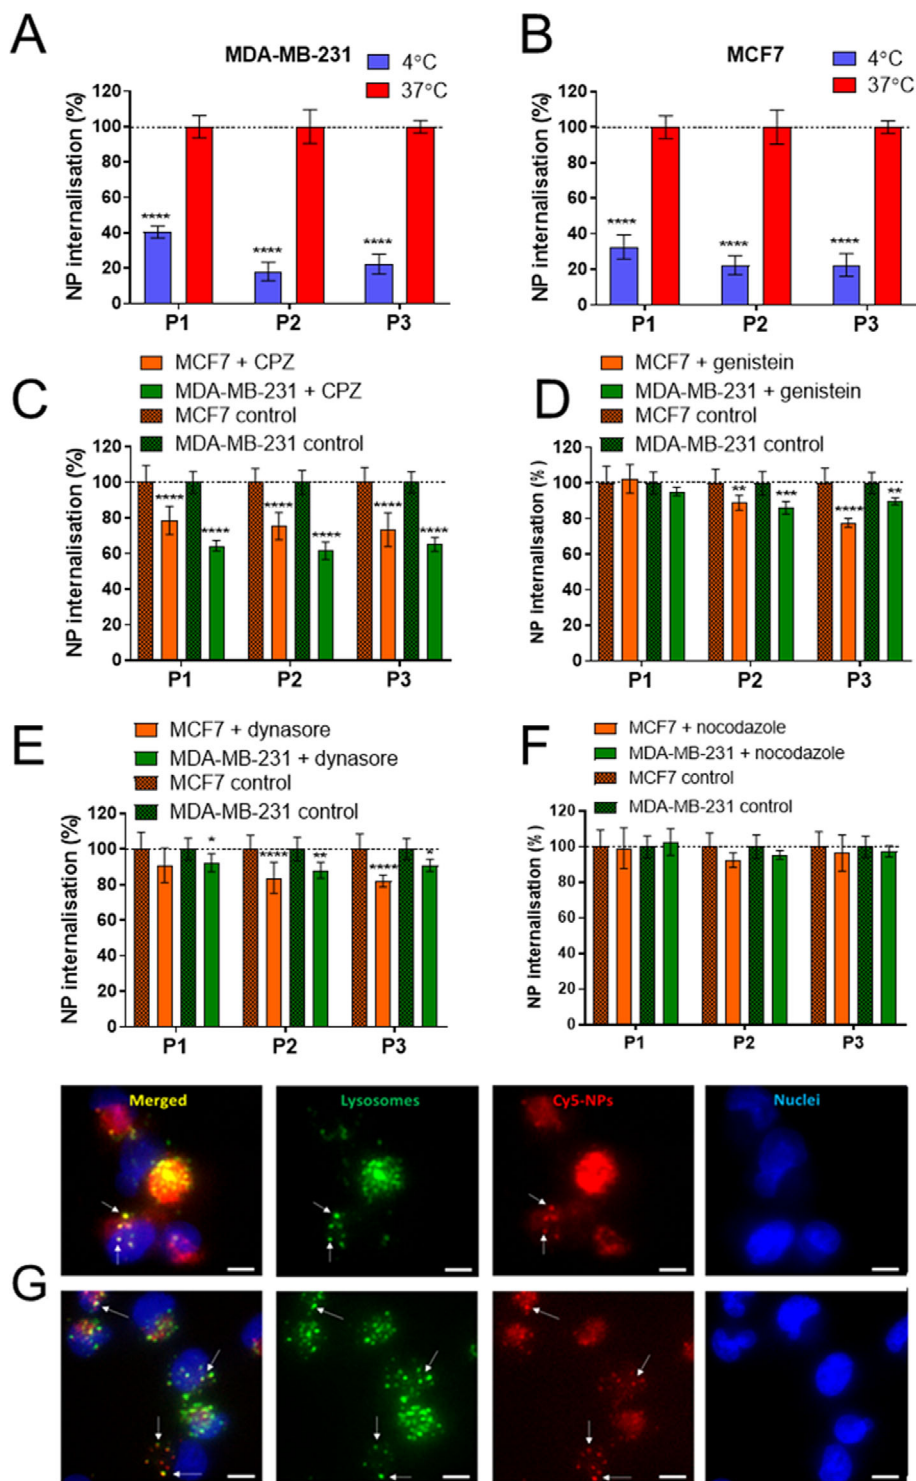 A
MDA-MB-231
4°C
37°C
NP internalisation (%)
120
100
80
60
40
20
0
****
****
****
P1
P2
P3
B
MCF7
4°C
37°C
NP internalisation (%)
120
100
80
60
40
20
0
****
****
****
P1
P2
P3
C
MCF7 + CPZ
MDA-MB-231 + CPZ
MCF7 control
MDA-MB-231 control
NP internisation (%)
120
100
80
60
40
20
0
****
****
****
****
****
****
P1
P2
P3
D
MCF7 + genistein
MDA-MB-231 + genistein
MCF7 control
MDA-MB-231 control
NP internalisation (%)
120
100
80
60
40
20
0
**
***
****
**
P1
P2
P3
E
MCF7 + dynasore
MDA-MB-231 + dynasore
MCF7 control
MDA-MB-231 control
NP internalisation (%)
120
100
80
60
40
20
0
*
****
**
****
*
P1
P2
P3
F
MCF7 + nocodazole
MDA-MB-231 + nocodazole
MCF7 control
MDA-MB-231 control
NP internalisation (%)
120
100
80
60
40
20
0
P1
P2
P3
G
Merged
Lysosomes
Cy5-NPs
Nuclei